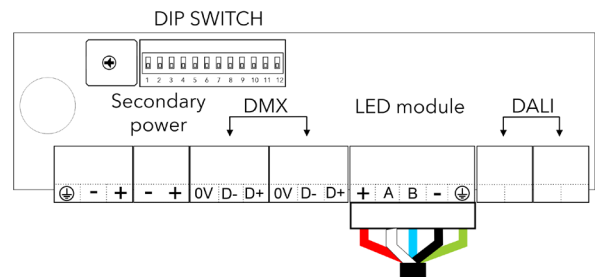 DIP SWITCH
1 2 3 4 5 6 7 8 9 10 11 12
Secondary
power
DMX
LED module
DALI
- + - + 0V D- D+ 0V D- D+ + A B -